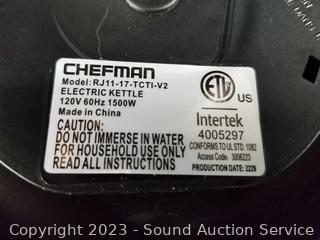 CHEFMAN
Model: RJ11-17-TCTI-V2
ELECTRIC KETTLE
120V 60Hz 1500W
Made in China
CAUTION:
DO NOT IMMERSE IN WATER
FOR HOUSEHOLD USE ONLY
READ ALL INSTRUCTIONS
ETL
US
Intertek
4005297
CONFORMS TO UL STD. 1082
Access Code: 3006223
PRODUCTION DATE: 2229
Copyright 2023 - Sound Auction Service